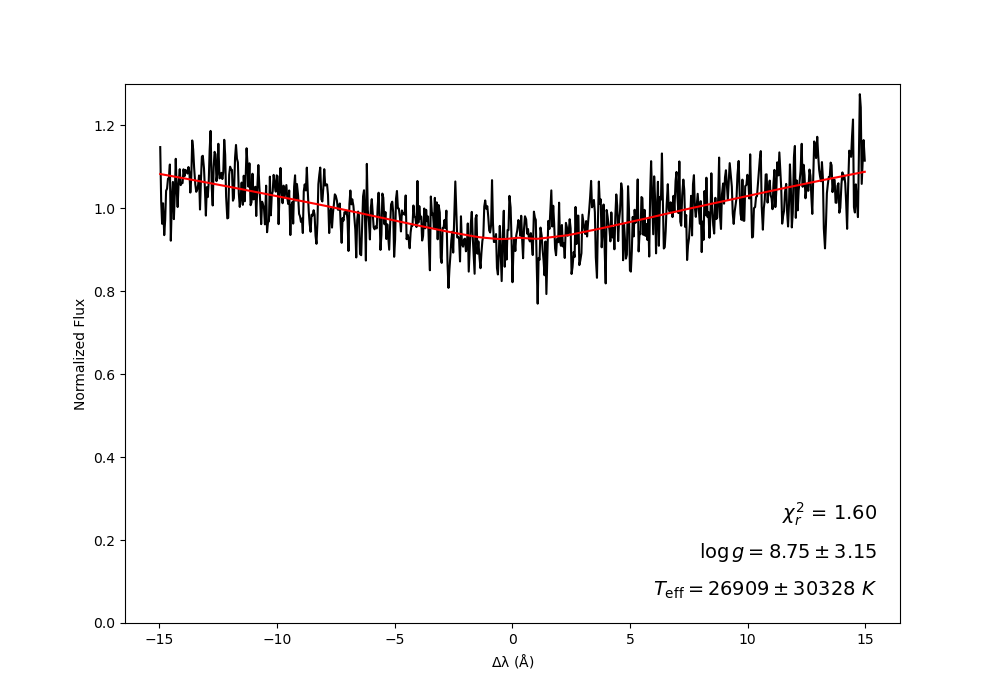 1.2
1.0
0.8
0.6
0.4
0.2
0.0
Normalized Flux
χ²ᵣ = 1.60
log g = 8.75 ± 3.15
T_eff = 26909 ± 30328 K
−15 −10 −5 0 5 10 15
Δλ (Å)